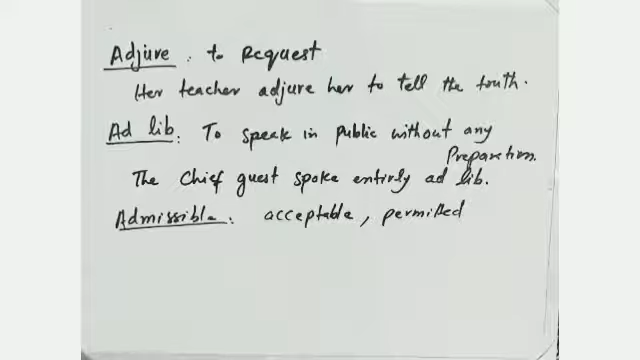 Adjure : to Request
Her teacher adjure her to tell the truth.
Ad lib : To speak in public without any
Preparation.
The Chief guest spoke entirly ad lib.
Admissible : acceptable, permitted